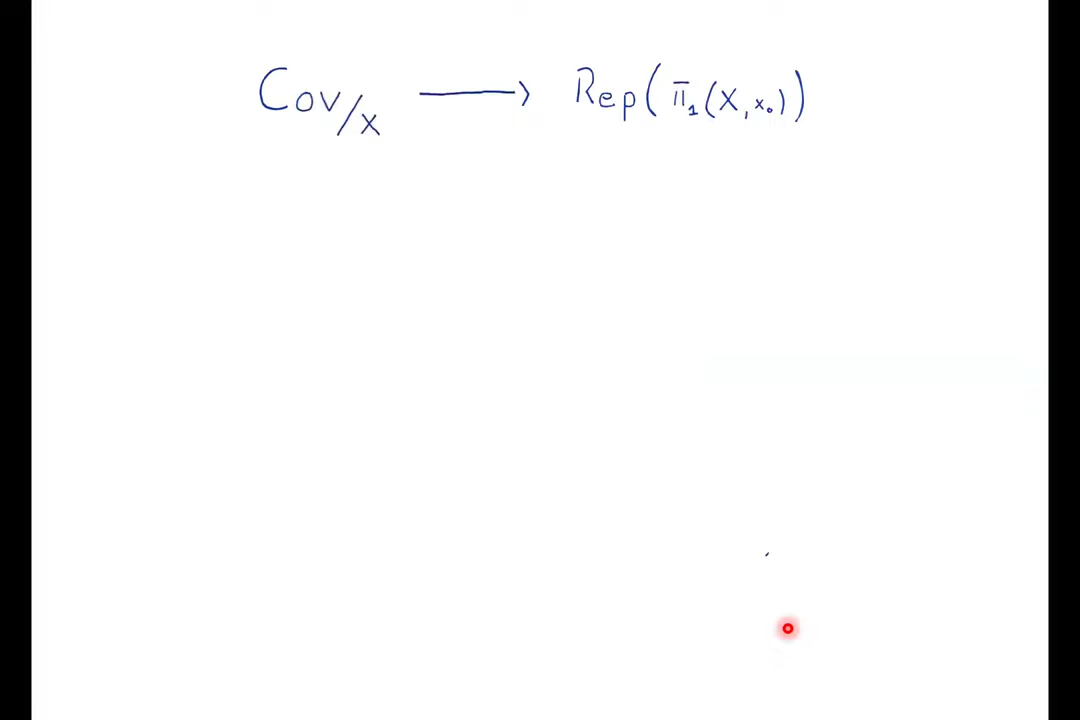 Cov/X ⟶ Rep(π₁(X, x₀))